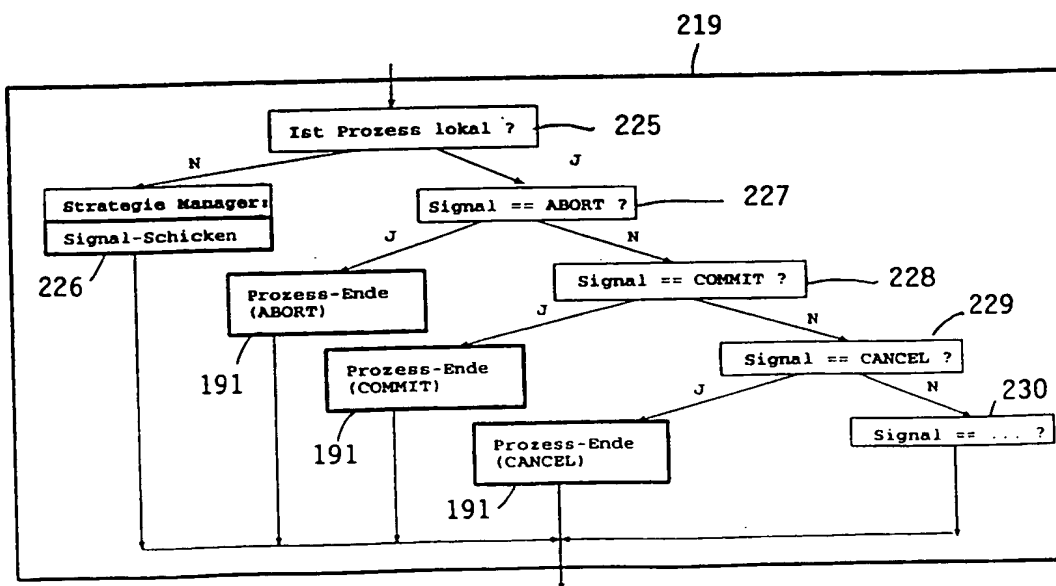 219
Ist Prozess lokal ?
225
N
J
Strategie Manager:
Signal-Schicken
226
Signal == ABORT ?
227
J
N
Prozess-Ende
(ABORT)
191
Signal == COMMIT ?
228
J
N
Prozess-Ende
(COMMIT)
191
229
Signal == CANCEL ?
J
N
230
Prozess-Ende
(CANCEL)
191
Signal == ... ?